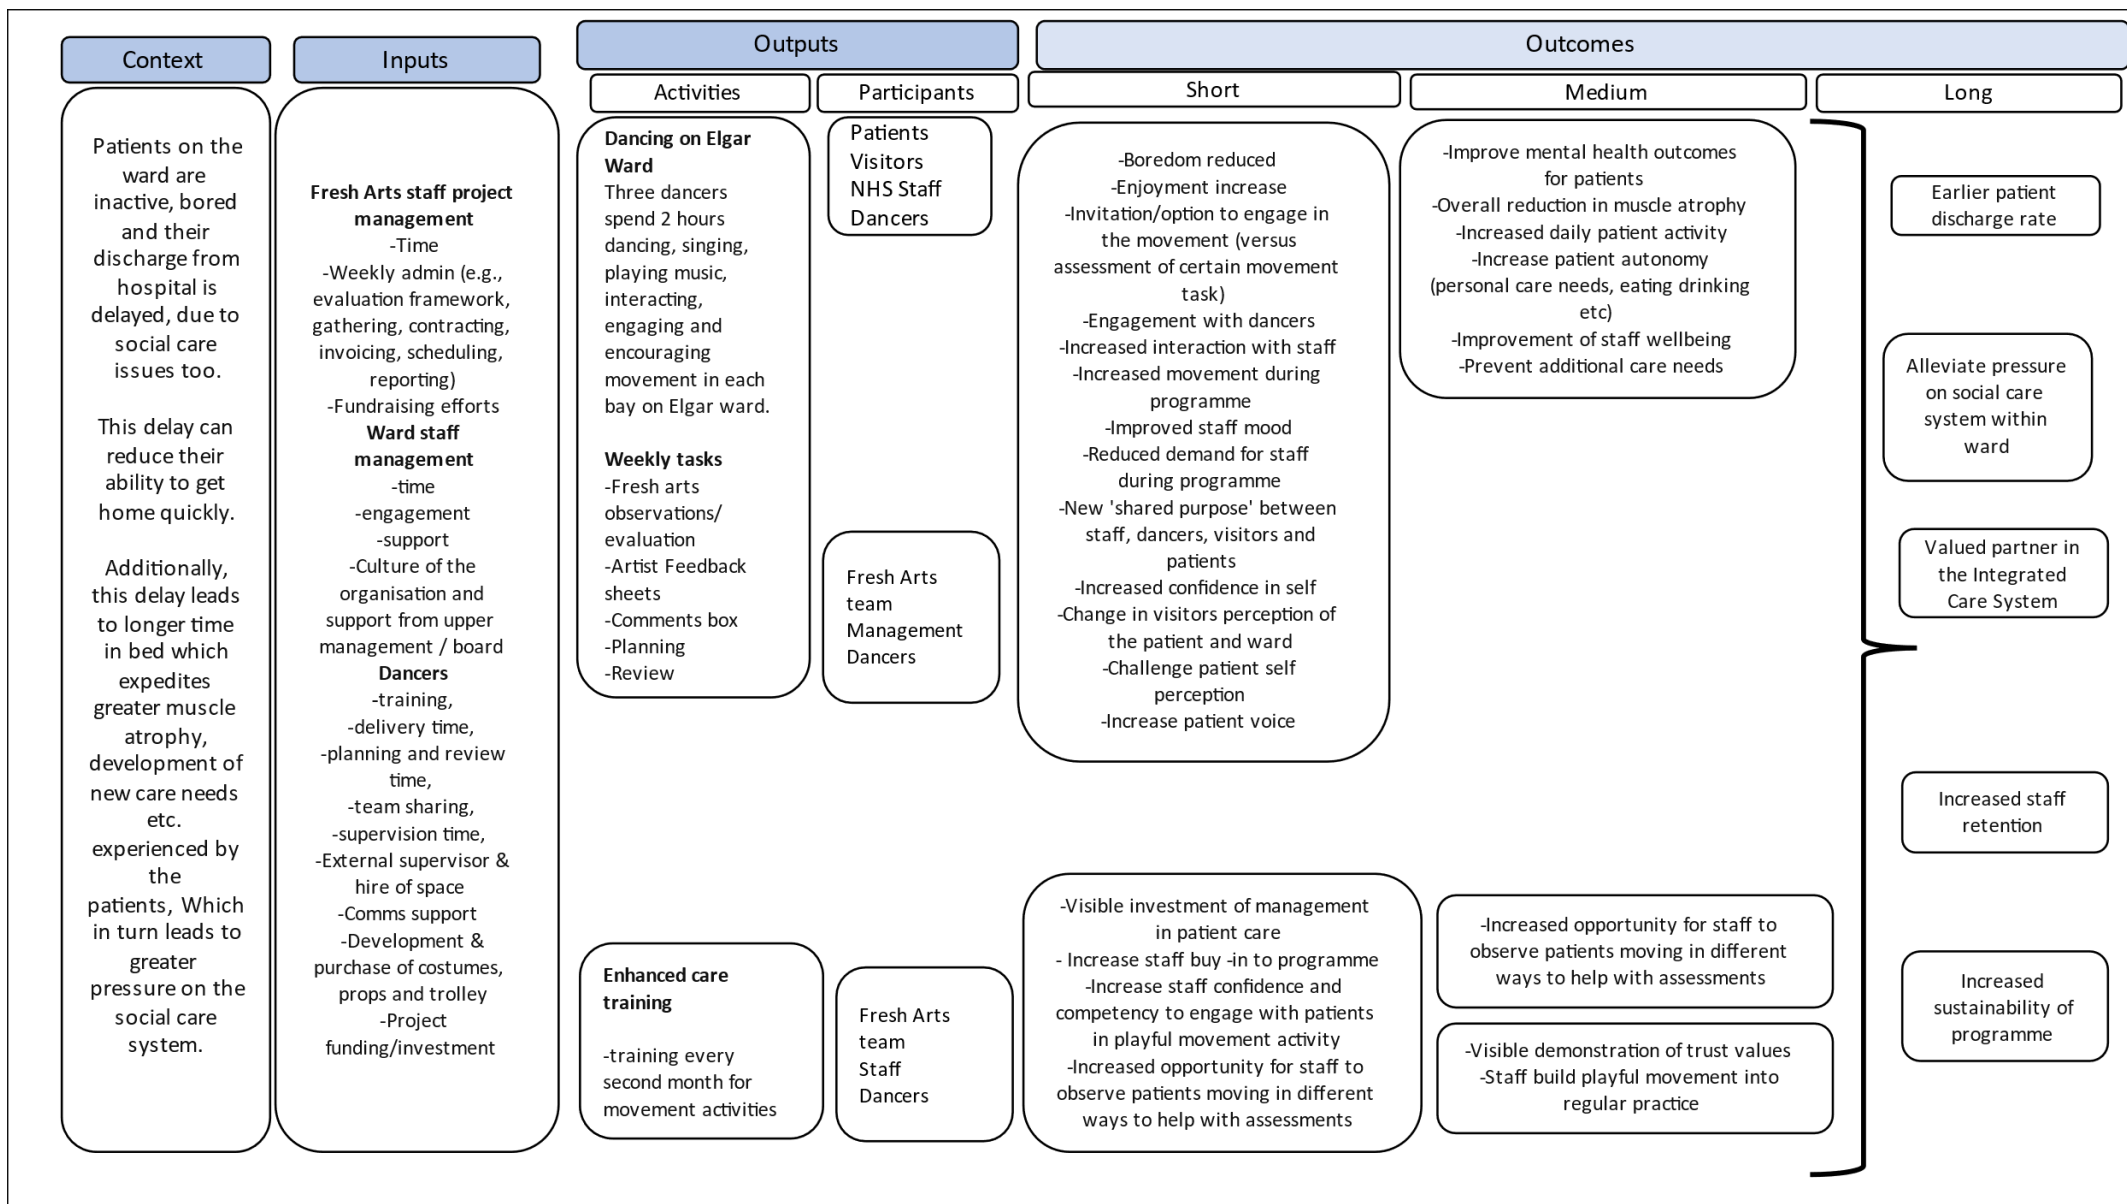 Context
Inputs
Outputs
Outcomes
Activities
Participants
Short
Medium
Long
Patients on the
ward are
inactive, bored
and their
discharge from
hospital is
delayed, due to
social care
issues too.
This delay can
reduce their
ability to get
home quickly.
Additionally,
this delay leads
to longer time
in bed which
expedites
greater muscle
atrophy,
development of
new care needs
etc.
experienced by
the
patients, Which
in turn leads to
greater
pressure on the
social care
system.
Fresh Arts staff project
management
-Time
-Weekly admin (e.g.,
evaluation framework,
gathering, contracting,
invoicing, scheduling,
reporting)
-Fundraising efforts
Ward staff
management
-time
-engagement
-support
-Culture of the
organisation and
support from upper
management / board
Dancers
-training,
-delivery time,
-planning and review
time,
-team sharing,
-supervision time,
-External supervisor &
hire of space
-Comms support
-Development &
purchase of costumes,
props and trolley
-Project
funding/investment
Dancing on Elgar
Ward
Three dancers
spend 2 hours
dancing, singing,
playing music,
interacting,
engaging and
encouraging
movement in each
bay on Elgar ward.
Weekly tasks
-Fresh arts
observations/
evaluation
-Artist Feedback
sheets
-Comments box
-Planning
-Review
Patients
Visitors
NHS Staff
Dancers
Fresh Arts
team
Management
Dancers
-Boredom reduced
-Enjoyment increase
-Invitation/option to engage in
the movement (versus
assessment of certain movement
task)
-Engagement with dancers
-Increased interaction with staff
-Increased movement during
programme
-Improved staff mood
-Reduced demand for staff
during programme
-New 'shared purpose' between
staff, dancers, visitors and
patients
-Increased confidence in self
-Change in visitors perception of
the patient and ward
-Challenge patient self
perception
-Increase patient voice
-Improve mental health outcomes
for patients
-Overall reduction in muscle atrophy
-Increased daily patient activity
-Increase patient autonomy
(personal care needs, eating drinking
etc)
-Improvement of staff wellbeing
-Prevent additional care needs
Enhanced care
training
-training every
second month for
movement activities
Fresh Arts
team
Staff
Dancers
-Visible investment of management
in patient care
- Increase staff buy -in to programme
-Increase staff confidence and
competency to engage with patients
in playful movement activity
-Increased opportunity for staff to
observe patients moving in different
ways to help with assessments
-Increased opportunity for staff to
observe patients moving in different
ways to help with assessments
-Visible demonstration of trust values
-Staff build playful movement into
regular practice
Earlier patient
discharge rate
Alleviate pressure
on social care
system within
ward
Valued partner in
the Integrated
Care System
Increased staff
retention
Increased
sustainability of
programme